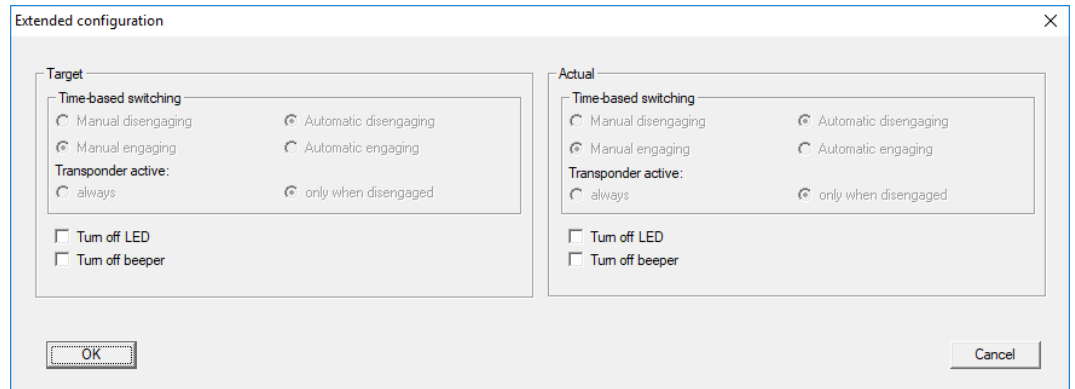 Extended configuration
Target
Time-based switching
Manual disengaging
Automatic disengaging
Manual engaging
Automatic engaging
Transponder active:
always
only when disengaged
Turn off LED
Turn off beeper
Actual
Time-based switching
Manual disengaging
Automatic disengaging
Manual engaging
Automatic engaging
Transponder active:
always
only when disengaged
Turn off LED
Turn off beeper
OK
Cancel